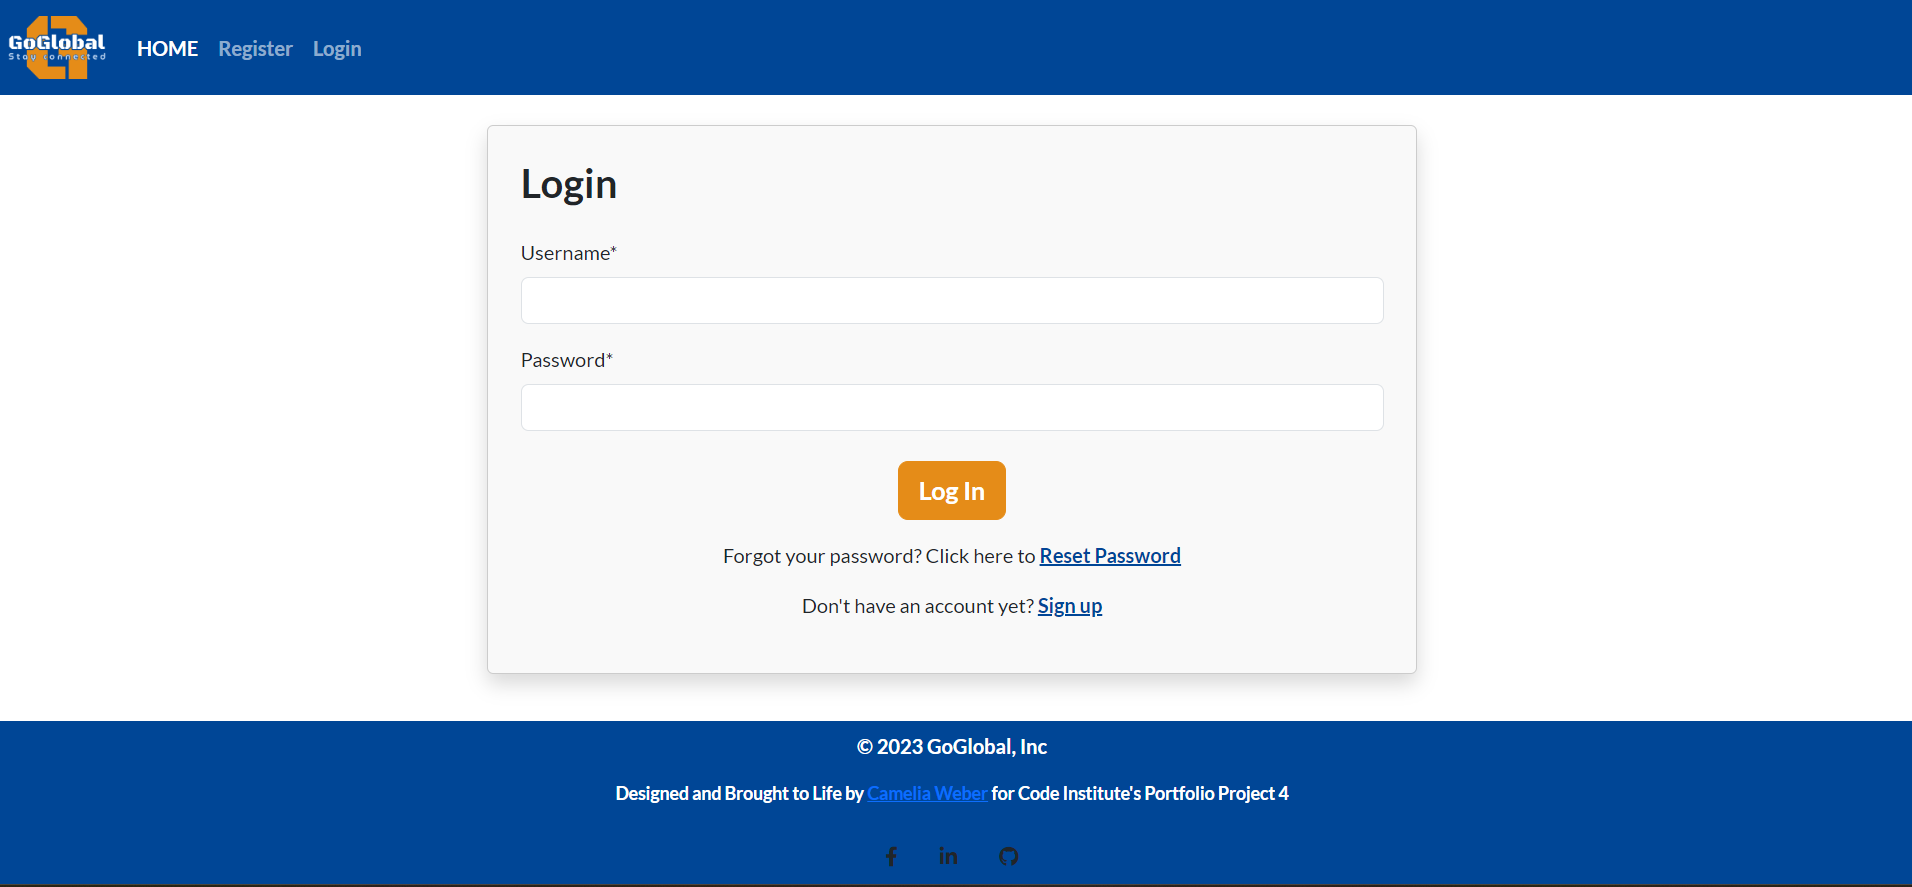 GoGlobal
Stay connected
HOME Register Login
Login
Username*
Password*
Log In
Forgot your password? Click here to Reset Password
Don't have an account yet? Sign up
© 2023 GoGlobal, Inc
Designed and Brought to Life by Camelia Weber for Code Institute's Portfolio Project 4